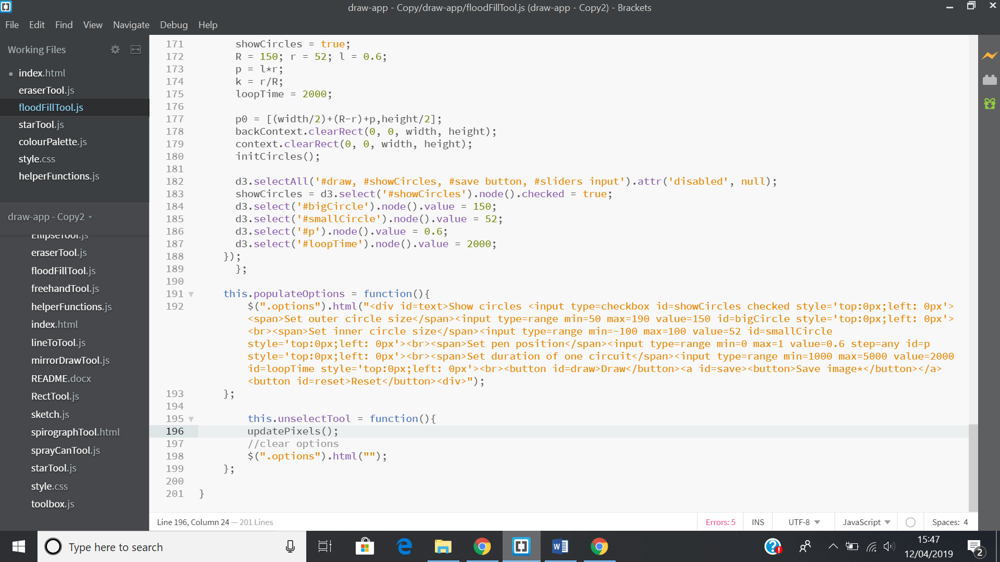 draw-app - Copy/draw-app/floodFillTool.js (draw-app - Copy2) - Brackets
File Edit Find View Navigate Debug Help
Working Files
index.html
eraserTool.js
floodFillTool.js
starTool.js
colourPalette.js
style.css
helperFunctions.js
draw-app - Copy2
EllipseTool.js
eraserTool.js
floodFillTool.js
freehandTool.js
helperFunctions.js
index.html
lineToTool.js
mirrorDrawTool.js
README.docx
RectTool.js
sketch.js
spirographTool.html
sprayCanTool.js
starTool.js
style.css
toolbox.js
171 showCircles = true;
172 R = 150; r = 52; l = 0.6;
173 p = l*r;
174 k = r/R;
175 loopTime = 2000;
176
177 p0 = [(width/2)+(R-r)+p,height/2];
178 backContext.clearRect(0, 0, width, height);
179 context.clearRect(0, 0, width, height);
180 initCircles();
181
182 d3.selectAll('#draw, #showCircles, #save button, #sliders input').attr('disabled', null);
183 showCircles = d3.select('#showCircles').node().checked = true;
184 d3.select('#bigCircle').node().value = 150;
185 d3.select('#smallCircle').node().value = 52;
186 d3.select('#p').node().value = 0.6;
187 d3.select('#loopTime').node().value = 2000;
188 });
189 };
190
191 this.populateOptions = function(){
192 $(".options").html("<div id=text>Show circles <input type=checkbox id=showCircles checked style='top:0px;left: 0px'>
<span>Set outer circle size</span><input type=range min=50 max=190 value=150 id=bigCircle style='top:0px;left: 0px'>
<br><span>Set inner circle size</span><input type=range min=-100 max=100 value=52 id=smallCircle
style='top:0px;left: 0px'><br><span>Set pen position</span><input type=range min=0 max=1 value=0.6 step=any id=p
style='top:0px;left: 0px'><br><span>Set duration of one circuit</span><input type=range min=1000 max=5000 value=2000
id=loopTime style='top:0px;left: 0px'><br><button id=draw>Draw</button><a id=save><button>Save image*</button></a>
<button id=reset>Reset</button><div>");
193 };
194
195 this.unselectTool = function(){
196 updatePixels();
197 //clear options
198 $(".options").html("");
199 };
200
201 }
Line 196, Column 24 — 201 Lines
Errors: 5 INS UTF-8 JavaScript Spaces: 4
Type here to search
15:47
12/04/2019
2